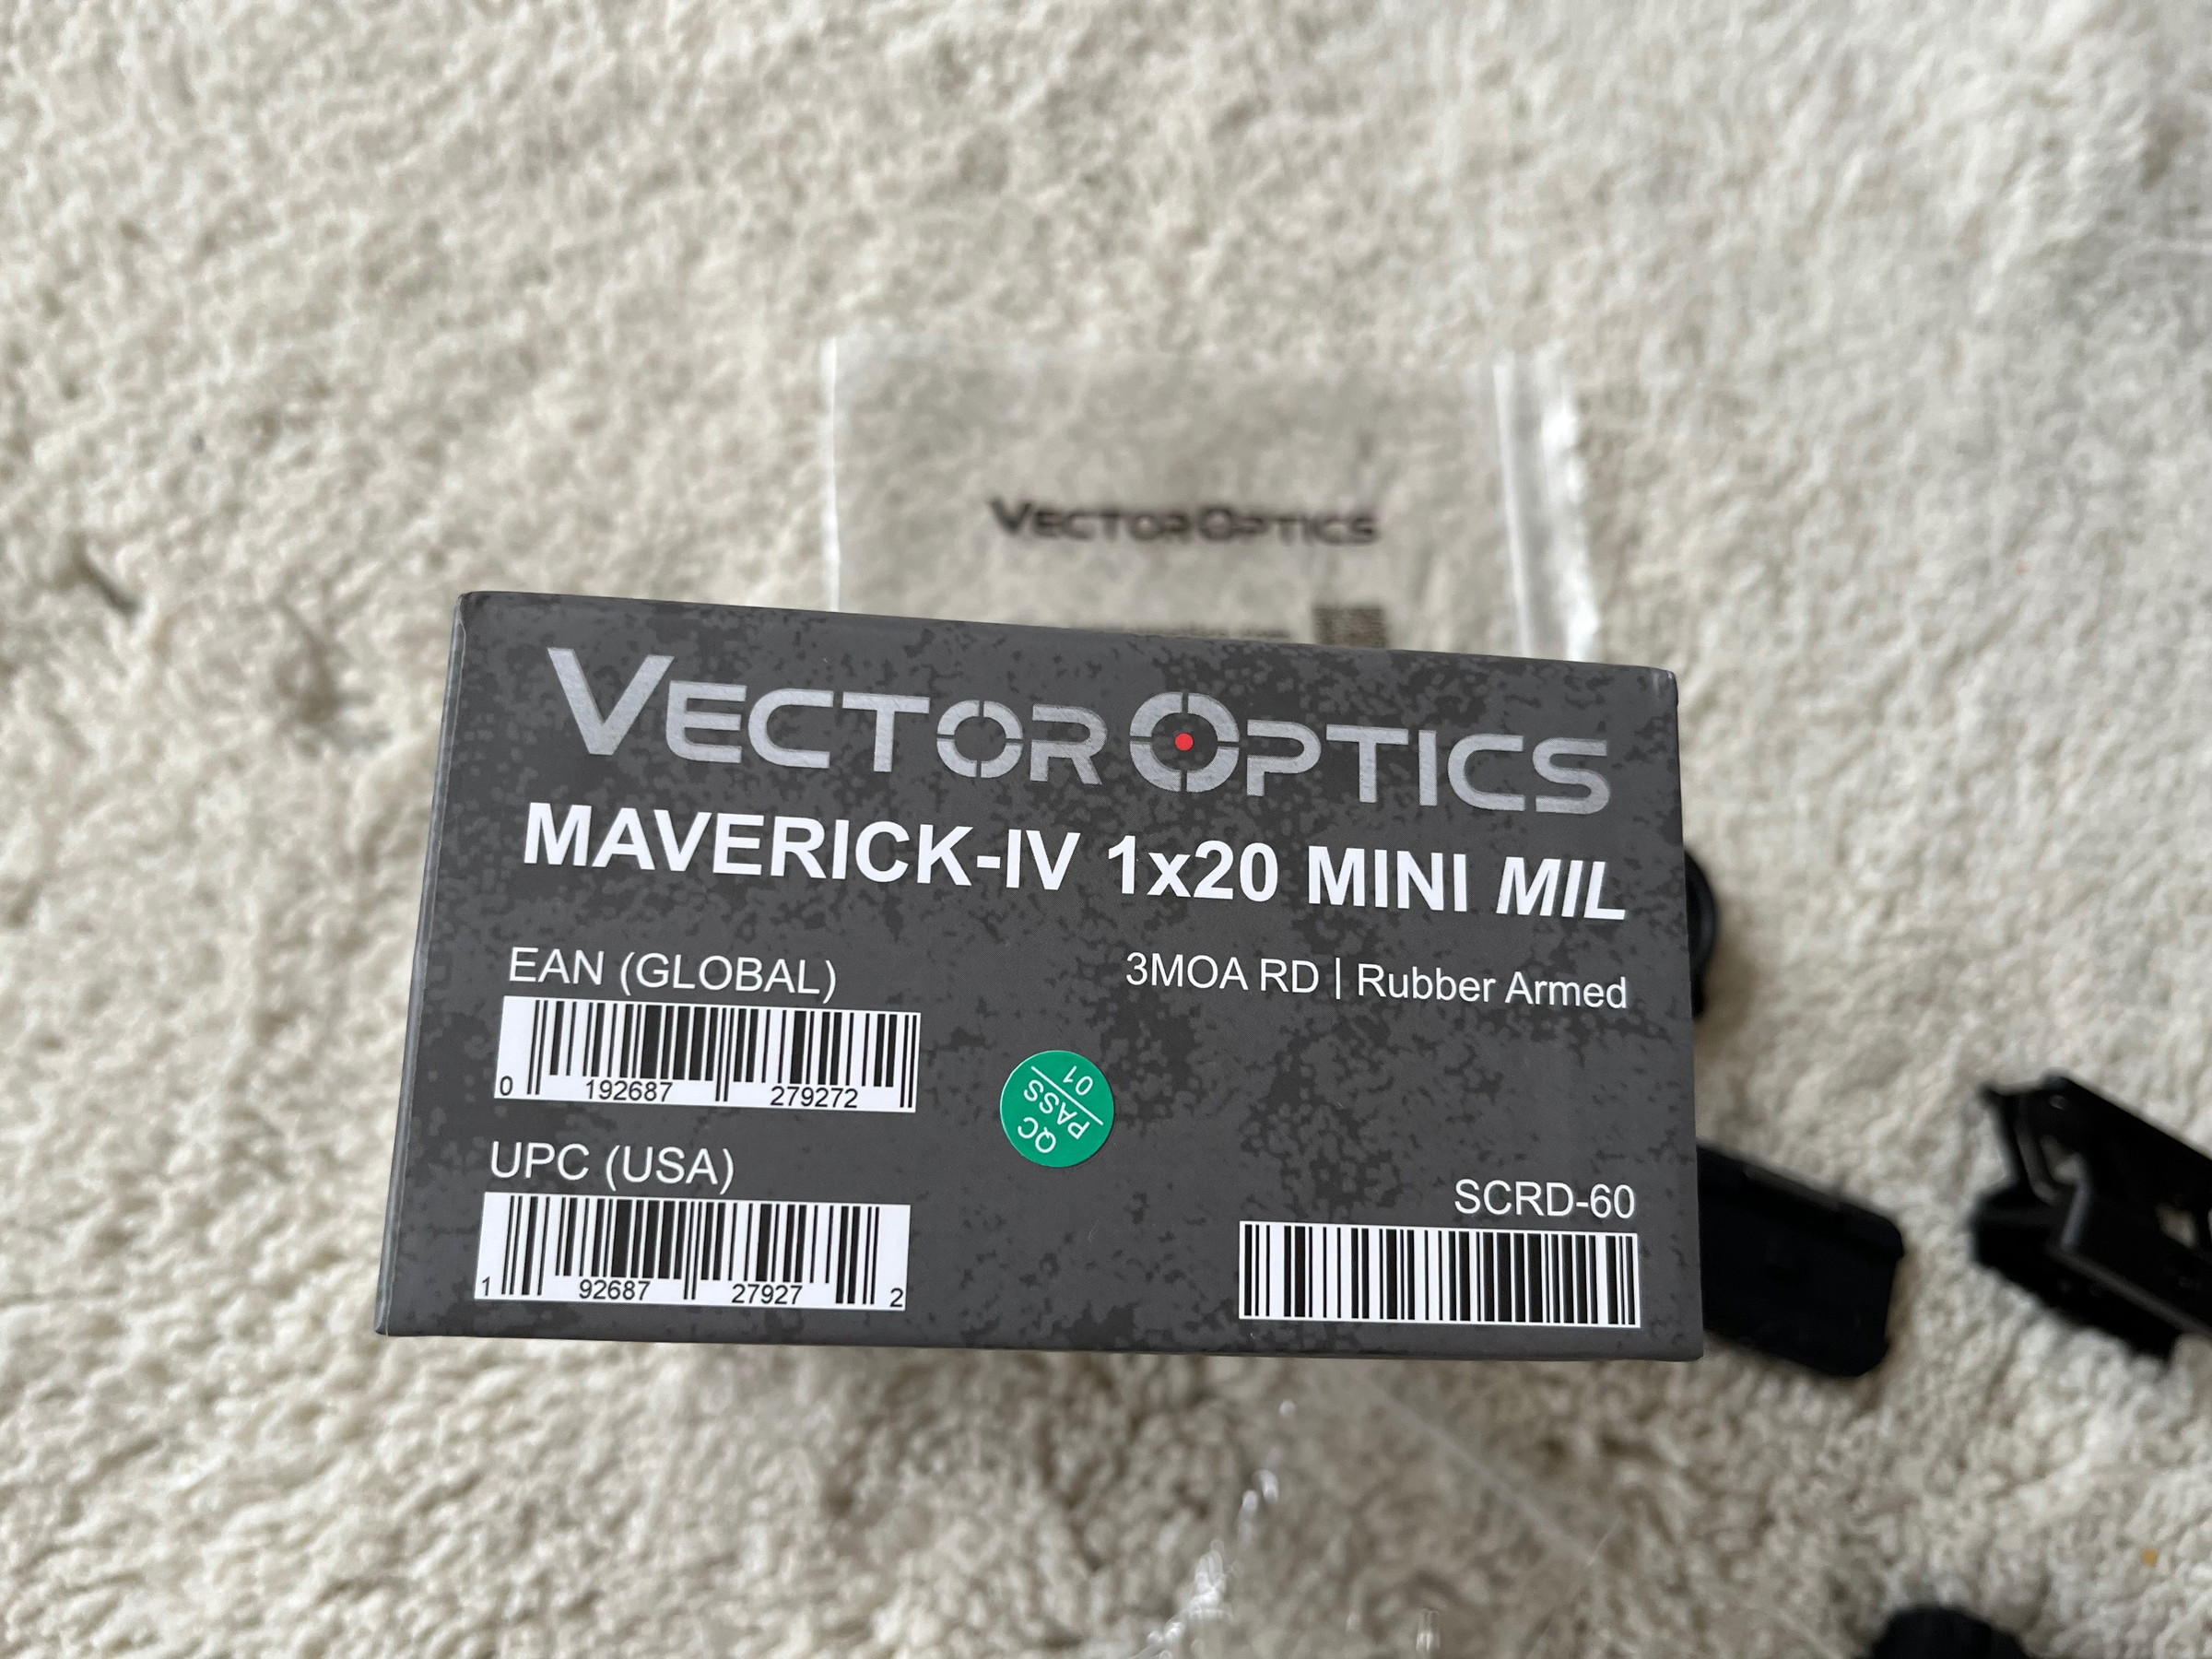 VECTOR OPTICS
VECTOR OPTICS
MAVERICK-IV 1x20 MINI MIL
EAN (GLOBAL)
3MOA RD | Rubber Armed
0 192687 279272
QC
PASS
01
UPC (USA)
1 92687 27927 2
SCRD-60